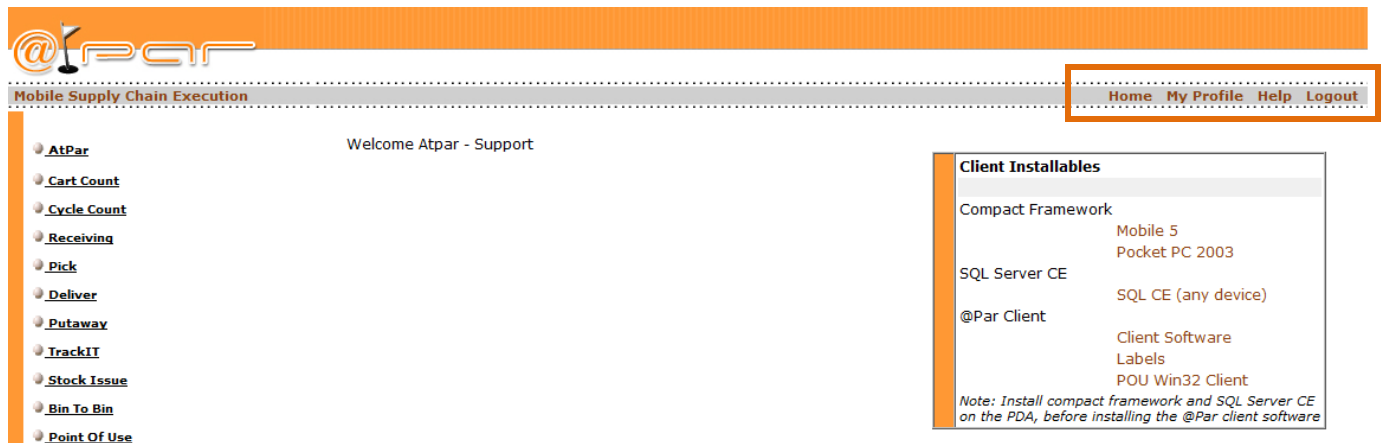 @par
Mobile Supply Chain Execution
Home My Profile Help Logout
AtPar
Cart Count
Cycle Count
Receiving
Pick
Deliver
Putaway
TrackIT
Stock Issue
Bin To Bin
Point Of Use
Welcome Atpar - Support
Client Installables
Compact Framework
Mobile 5
Pocket PC 2003
SQL Server CE
SQL CE (any device)
@Par Client
Client Software
Labels
POU Win32 Client
Note: Install compact framework and SQL Server CE
on the PDA, before installing the @Par client software